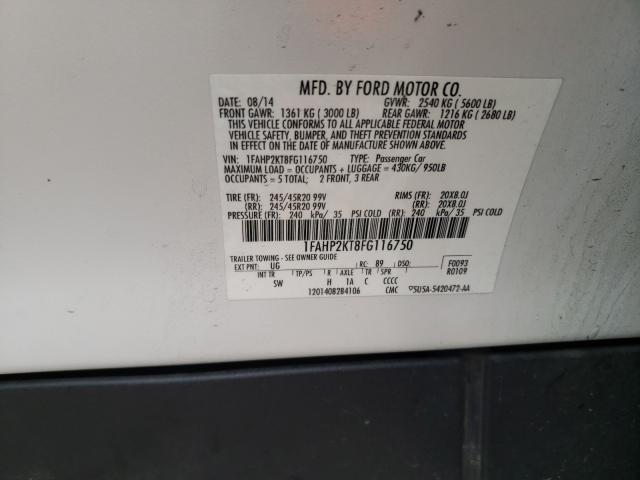 MFD. BY FORD MOTOR CO.
DATE: 08/14 GVWR: 2540 KG ( 5600 LB)
FRONT GAWR: 1361 KG ( 3000 LB) REAR GAWR: 1216 KG ( 2680 LB)
THIS VEHICLE CONFORMS TO ALL APPLICABLE FEDERAL MOTOR
VEHICLE SAFETY, BUMPER, AND THEFT PREVENTION STANDARDS
IN EFFECT ON THE DATE OF MANUFACTURE SHOWN ABOVE.
VIN: 1FAHP2KT8FG116750 TYPE: Passenger Car
MAXIMUM LOAD = OCCUPANTS + LUGGAGE = 430KG/ 950LB
OCCUPANTS = 5 TOTAL; 2 FRONT, 3 REAR
TIRE (FR): 245/45R20 99V RIMS (FR): 20X8.0J
(RR): 245/45R20 99V (RR): 20X8.0J
PRESSURE (FR): 240 kPa/ 35 PSI COLD (RR): 240 kPa/ 35 PSI COLD
1FAHP2KT8FG116750
TRAILER TOWING - SEE OWNER GUIDE
EXT PNT: UG RC: 89 DSO: F0093
R0109
INT TR TP/PS R AXLE TR SPR
SW H 1A C CCCC
1201408284106 CMC 5U5A-5420472-AA